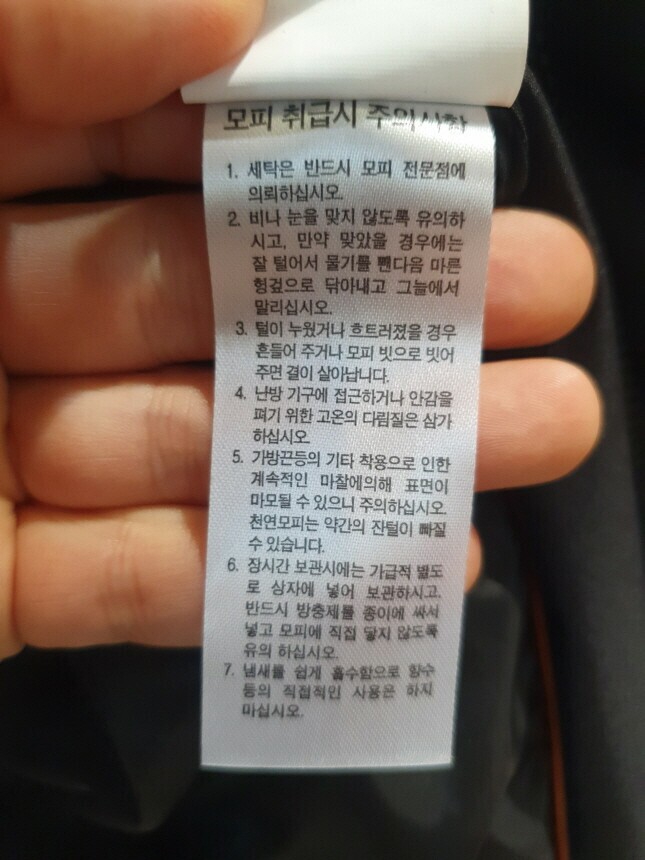 모피 취급시 주의사항
1. 세탁은 반드시 모피 전문점에
의뢰하십시오.
2. 비나 눈을 맞지 않도록 유의하
시고, 만약 맞았을 경우에는
잘 털어서 물기를 뺀다음 마른
헝겊으로 닦아내고 그늘에서
말리십시오.
3. 털이 누웠거나 흐트러졌을 경우
흔들어 주거나 모피 빗으로 빗어
주면 결이 살아납니다.
4. 난방 기구에 접근하거나 안감을
펴기 위한 고온의 다림질은 삼가
하십시오.
5. 가방끈등의 기타 착용으로 인한
계속적인 마찰에의해 표면이
마모될 수 있으니 주의하십시오.
천연모피는 약간의 잔털이 빠질
수 있습니다.
6. 장시간 보관시에는 가급적 별도
로 상자에 넣어 보관하시고,
반드시 방충제를 종이에 싸서
넣고 모피에 직접 닿지 않도록
유의 하십시오.
7. 냄새를 쉽게 흡수함으로 향수
등의 직접적인 사용은 하지
마십시오.